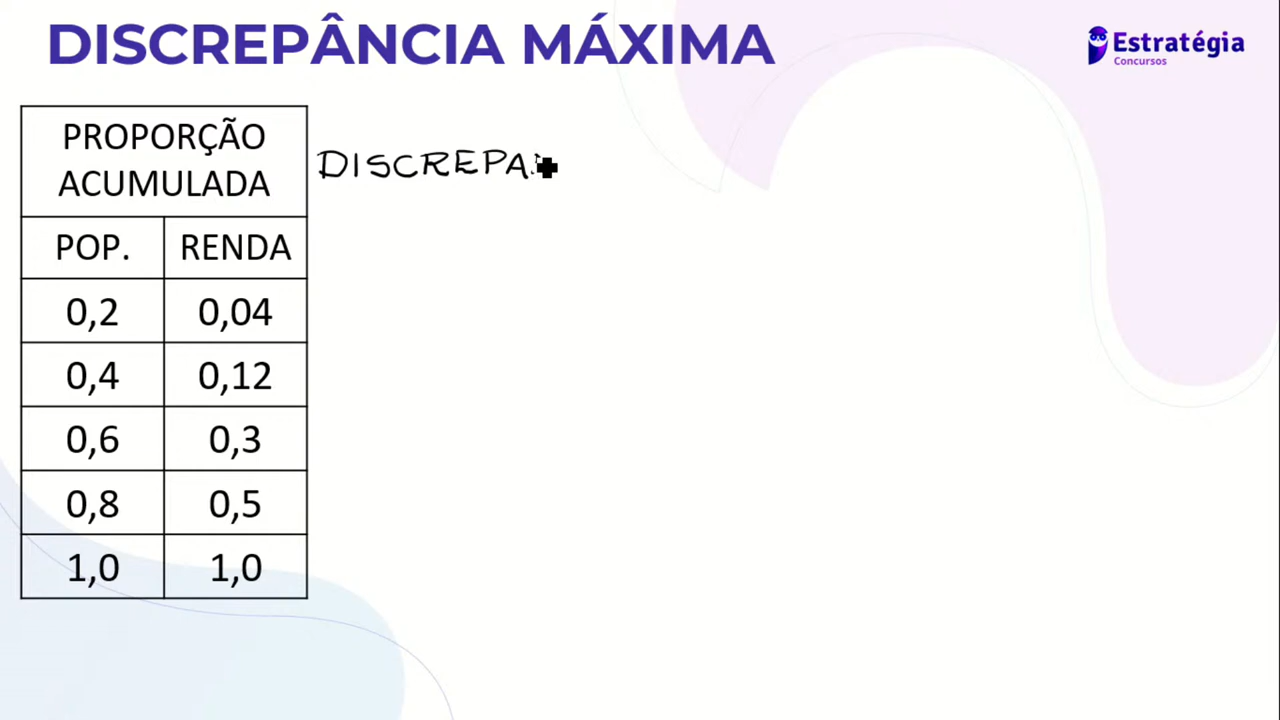 DISCREPÂNCIA MÁXIMA
Estratégia
Concursos
PROPORÇÃO
ACUMULADA
DISCREPA
POP. RENDA
0,2 0,04
0,4 0,12
0,6 0,3
0,8 0,5
1,0 1,0